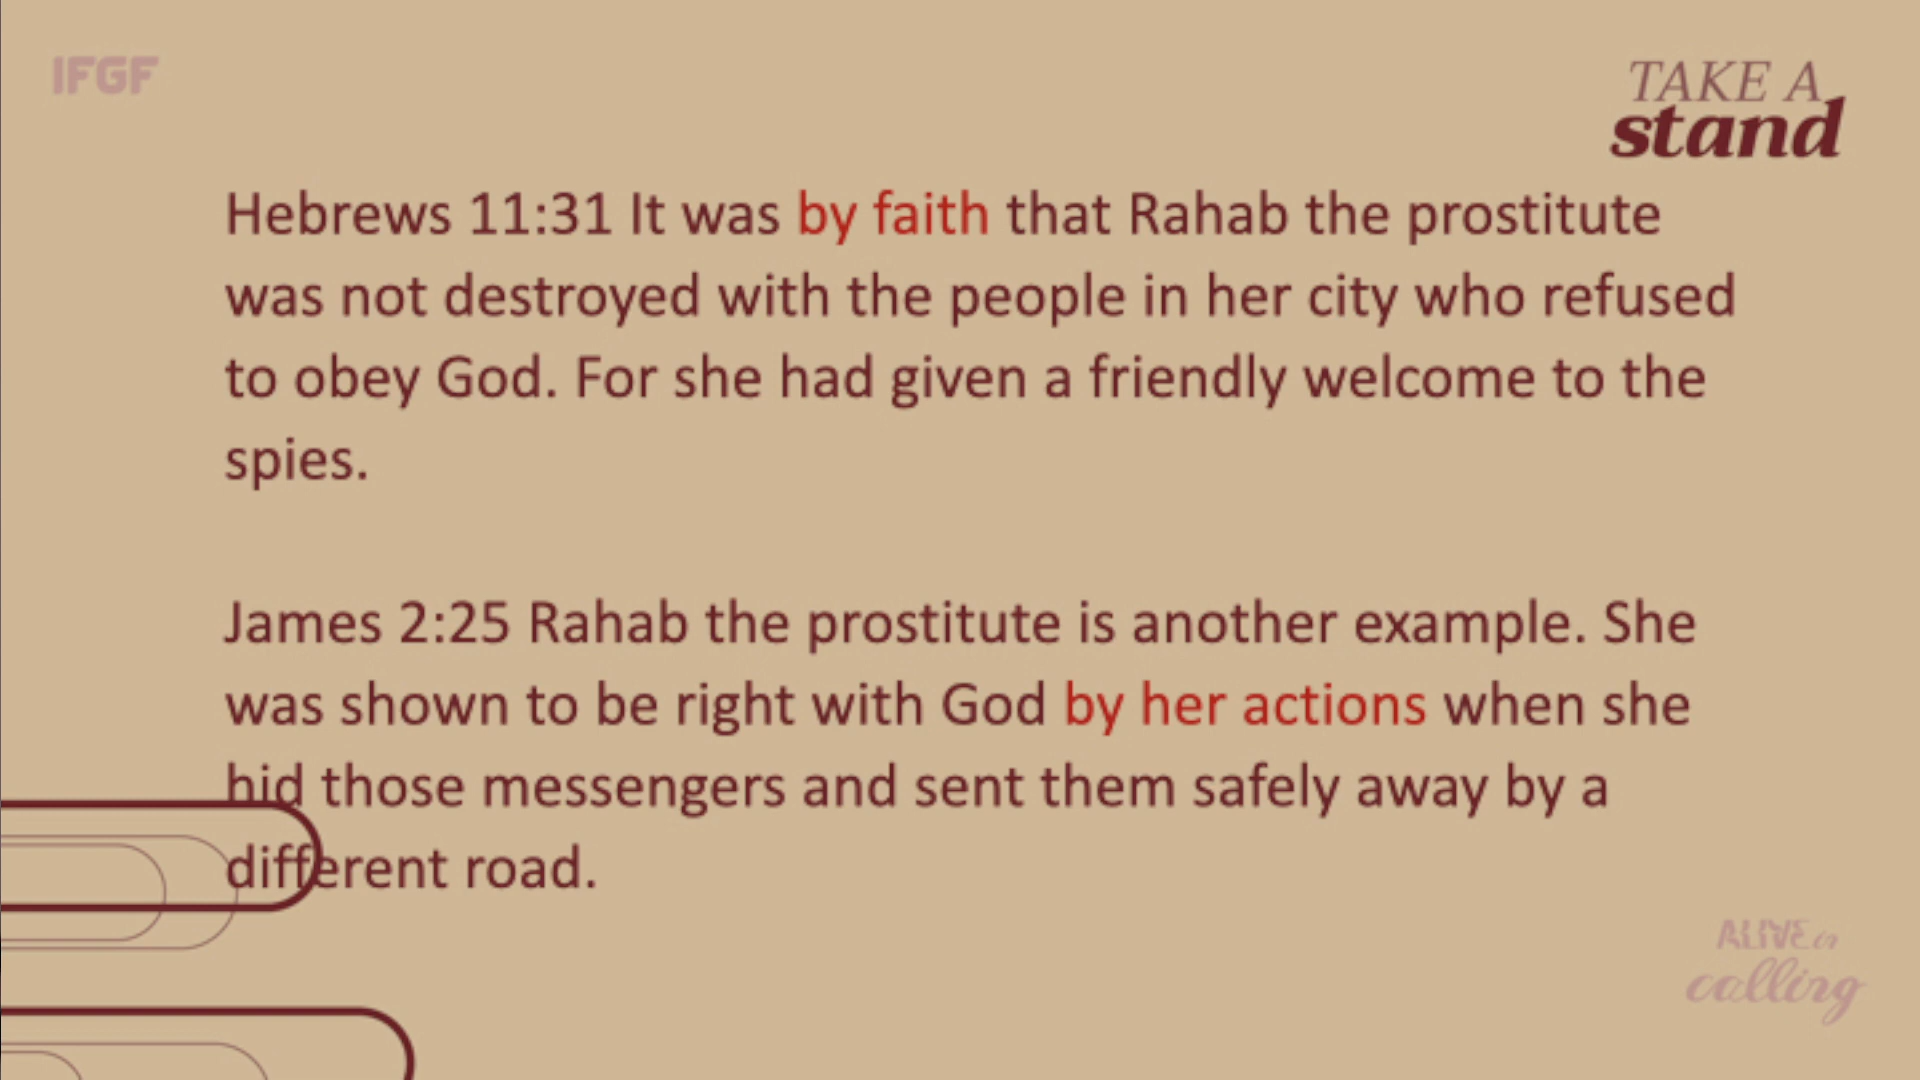 IFGF
TAKE A
stand
Hebrews 11:31 It was by faith that Rahab the prostitute
was not destroyed with the people in her city who refused
to obey God. For she had given a friendly welcome to the
spies.
James 2:25 Rahab the prostitute is another example. She
was shown to be right with God by her actions when she
hid those messengers and sent them safely away by a
different road.
ALIVE in
calling